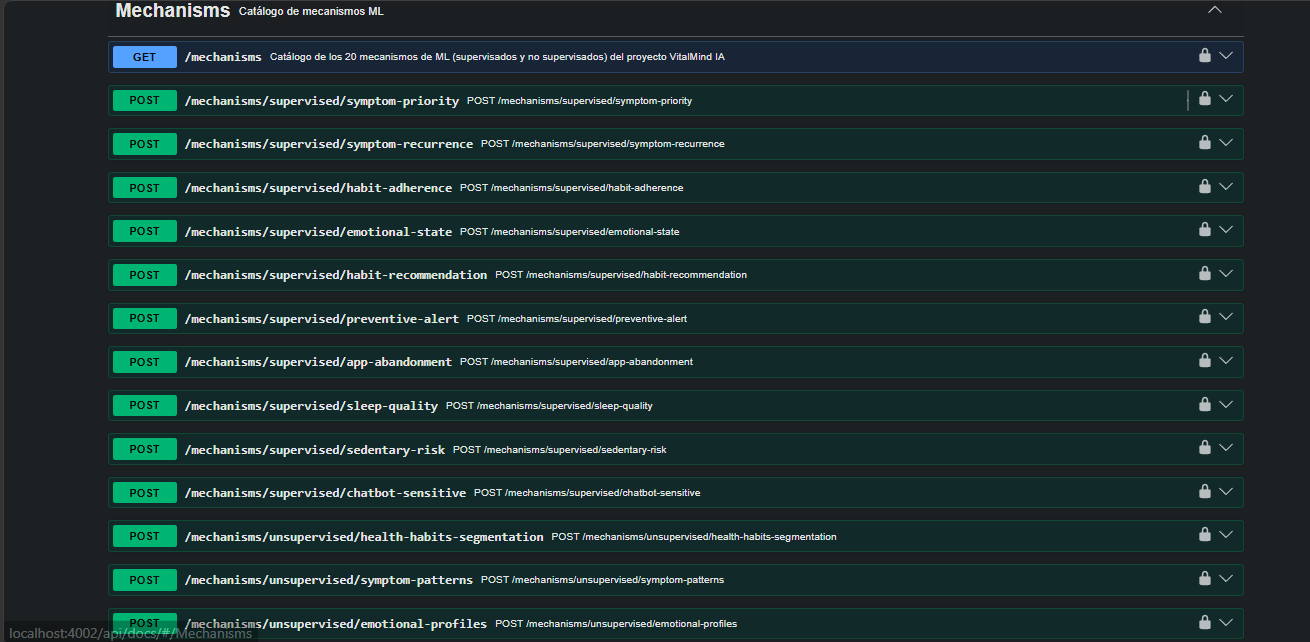 Mechanisms Catálogo de mecanismos ML
GET /mechanisms Catálogo de los 20 mecanismos de ML (supervisados y no supervisados) del proyecto VitalMind IA
POST /mechanisms/supervised/symptom-priority POST /mechanisms/supervised/symptom-priority
POST /mechanisms/supervised/symptom-recurrence POST /mechanisms/supervised/symptom-recurrence
POST /mechanisms/supervised/habit-adherence POST /mechanisms/supervised/habit-adherence
POST /mechanisms/supervised/emotional-state POST /mechanisms/supervised/emotional-state
POST /mechanisms/supervised/habit-recommendation POST /mechanisms/supervised/habit-recommendation
POST /mechanisms/supervised/preventive-alert POST /mechanisms/supervised/preventive-alert
POST /mechanisms/supervised/app-abandonment POST /mechanisms/supervised/app-abandonment
POST /mechanisms/supervised/sleep-quality POST /mechanisms/supervised/sleep-quality
POST /mechanisms/supervised/sedentary-risk POST /mechanisms/supervised/sedentary-risk
POST /mechanisms/supervised/chatbot-sensitive POST /mechanisms/supervised/chatbot-sensitive
POST /mechanisms/unsupervised/health-habits-segmentation POST /mechanisms/unsupervised/health-habits-segmentation
POST /mechanisms/unsupervised/symptom-patterns POST /mechanisms/unsupervised/symptom-patterns
POST /mechanisms/unsupervised/emotional-profiles POST /mechanisms/unsupervised/emotional-profiles
localhost:4002/api/docs/#/Mechanisms